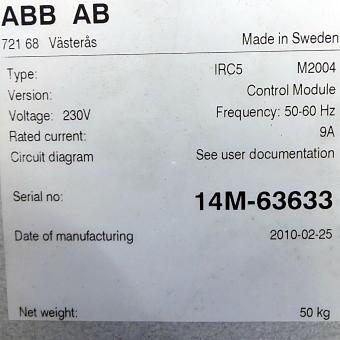 ABB AB
721 68 Västerås Made in Sweden
Type: IRC5 M2004
Version: Control Module
Voltage: 230V Frequency: 50-60 Hz
Rated current: 9A
Circuit diagram See user documentation
Serial no: 14M-63633
Date of manufacturing 2010-02-25
Net weight: 50 kg